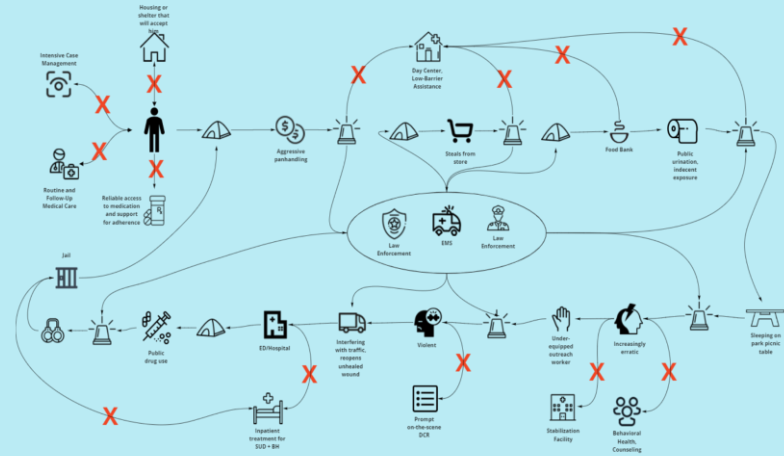 Housing or
shelter that
will accept
him
Intensive Case
Management
Day Center,
Low-Barrier
Assistance
Aggressive
panhandling
Steals from
store
Food Bank
Public
urination,
indecent
exposure
Routine and
Follow-Up
Medical Care
Reliable access
to medication
and support
for adherence
Law
Enforcement
EMS
Law
Enforcement
Jail
Public
drug use
ED/Hospital
Interfering
with traffic,
reopens
unhealed
wound
Violent
Under-
equipped
outreach
worker
Increasingly
erratic
Sleeping on
park picnic
table
Inpatient
treatment for
SUD + BH
Prompt
on-the-scene
DCR
Stabilization
Facility
Behavioral
Health,
Counseling